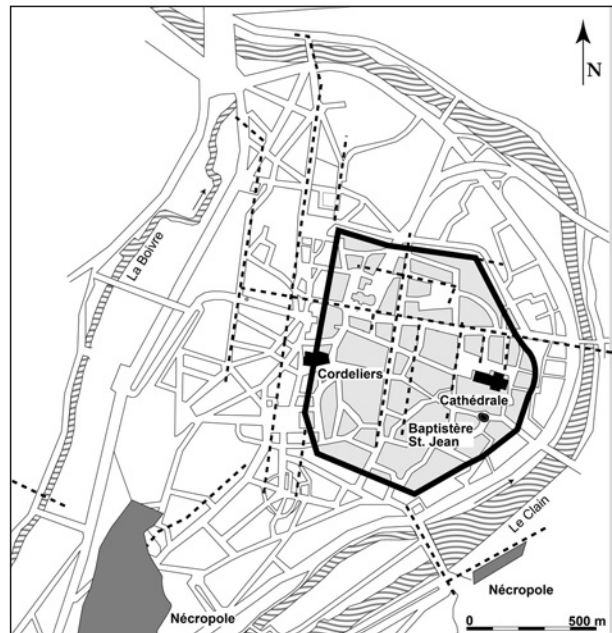 N
La Boivre
Cordeliers
Cathédrale
Baptistère
St. Jean
Le Clain
Nécropole
Nécropole
0 500 m